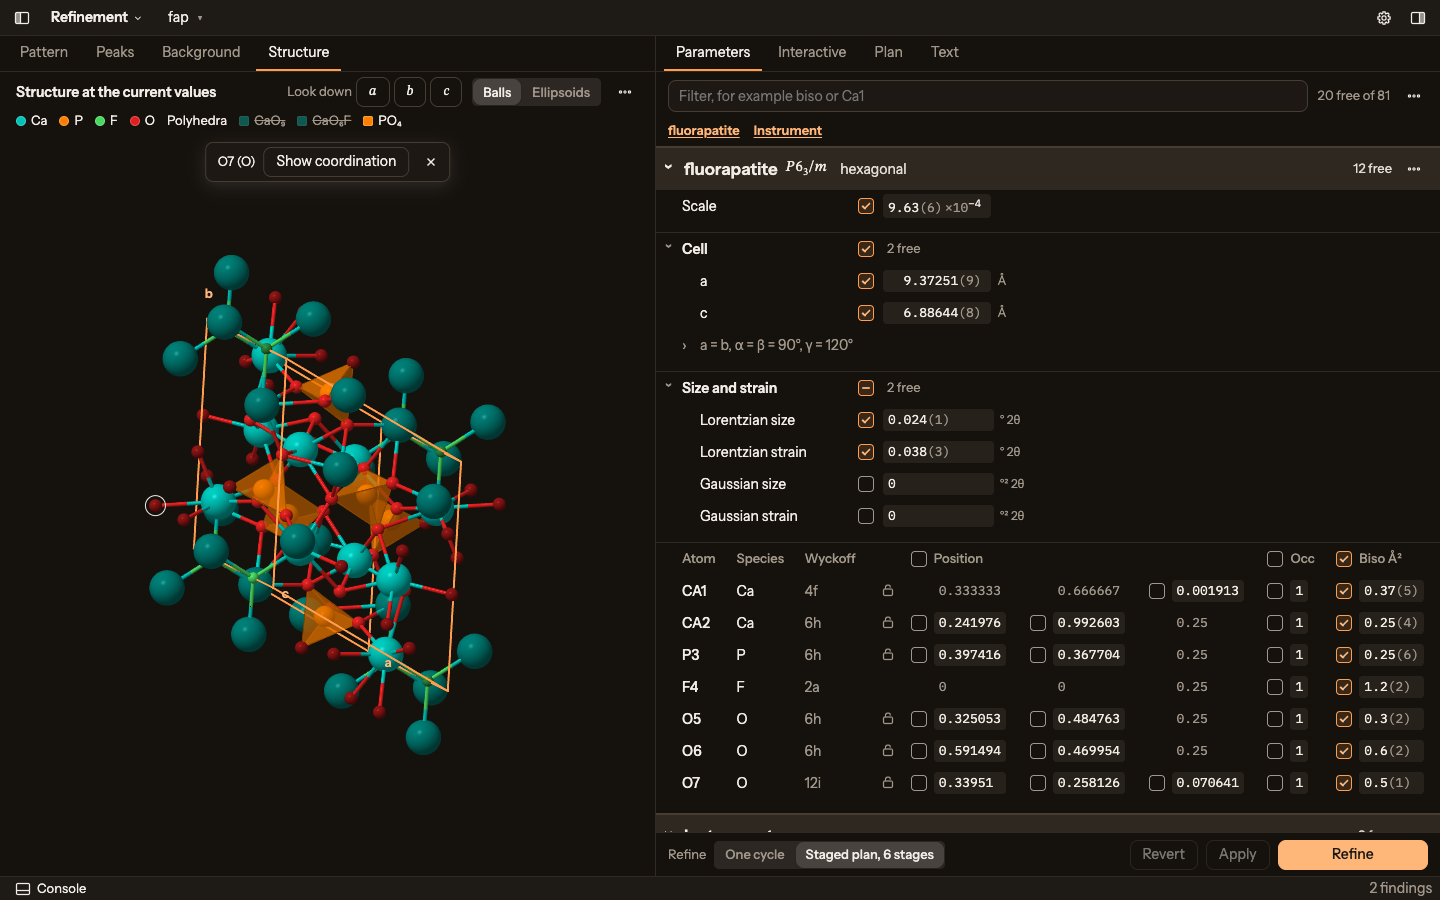 Refinement fap
Pattern Peaks Background Structure
Structure at the current values Look down a b c Balls Ellipsoids
Ca P F O Polyhedra CaO₉ CaO₆F PO₄
O7 (O) Show coordination ×
b
c
a
Parameters Interactive Plan Text
Filter, for example biso or Ca1 20 free of 81
fluorapatite Instrument
fluorapatite P6₃/m hexagonal 12 free
Scale 9.63(6) ×10⁻⁴
Cell 2 free
a 9.37251(9) Å
c 6.88644(8) Å
a = b, α = β = 90°, γ = 120°
Size and strain 2 free
Lorentzian size 0.024(1) °2θ
Lorentzian strain 0.038(3) °2θ
Gaussian size 0 °²2θ
Gaussian strain 0 °²2θ
Atom Species Wyckoff Position Occ Biso Å²
CA1 Ca 4f 0.333333 0.666667 0.001913 1 0.37(5)
CA2 Ca 6h 0.241976 0.992603 0.25 1 0.25(4)
P3 P 6h 0.397416 0.367704 0.25 1 0.25(6)
F4 F 2a 0 0 0.25 1 1.2(2)
O5 O 6h 0.325053 0.484763 0.25 1 0.3(2)
O6 O 6h 0.591494 0.469954 0.25 1 0.6(2)
O7 O 12i 0.33951 0.258126 0.070641 1 0.5(1)
Refine One cycle Staged plan, 6 stages Revert Apply Refine
Console 2 findings